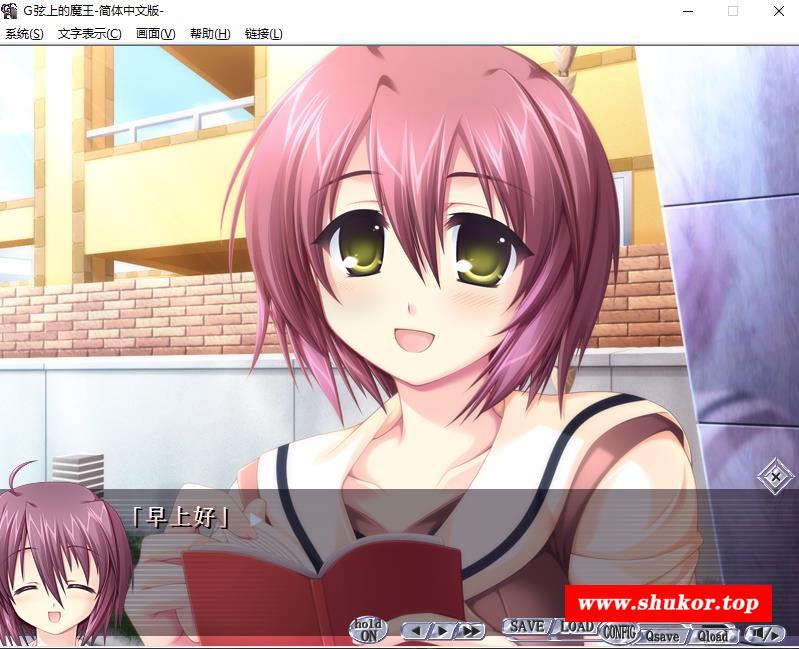 G弦上的魔王-简体中文版-
系统(S) 文字表示(C) 画面(V) 帮助(H) 链接(L)
「早上好」
www.shukor.top
hold
ON
SAVE LOAD CONFIG Qsave Qload